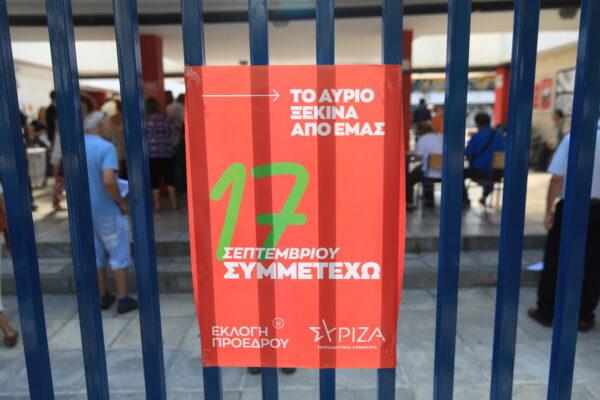 ΤΟ ΑΥΡΙΟ
ΞΕΚΙΝΑ
ΑΠΟ ΕΜΑΣ
17
ΣΕΠΤΕΜΒΡΙΟΥ
ΣΥΜΜΕΤΕΧΩ
ΕΚΛΟΓΗ
ΠΡΟΕΔΡΟΥ
ΣΥΡΙΖΑ
ΠΡΟΟΔΕΥΤΙΚΗ ΣΥΜΜΑΧΙΑ